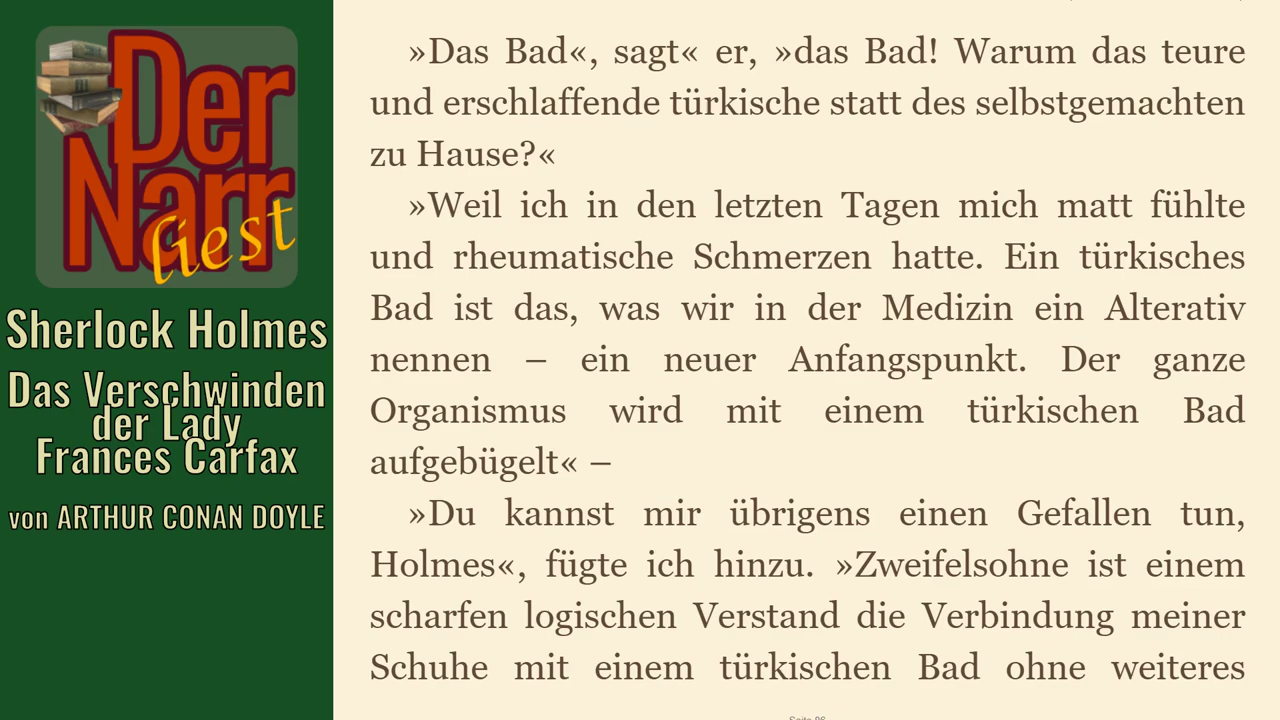 Der
Narr
liest
Sherlock Holmes
Das Verschwinden
der Lady
Frances Carfax
von ARTHUR CONAN DOYLE
»Das Bad«, sagt« er, »das Bad! Warum das teure
und erschlaffende türkische statt des selbstgemachten
zu Hause?«
»Weil ich in den letzten Tagen mich matt fühlte
und rheumatische Schmerzen hatte. Ein türkisches
Bad ist das, was wir in der Medizin ein Alterativ
nennen – ein neuer Anfangspunkt. Der ganze
Organismus wird mit einem türkischen Bad
aufgebügelt« –
»Du kannst mir übrigens einen Gefallen tun,
Holmes«, fügte ich hinzu. »Zweifelsohne ist einem
scharfen logischen Verstand die Verbindung meiner
Schuhe mit einem türkischen Bad ohne weiteres